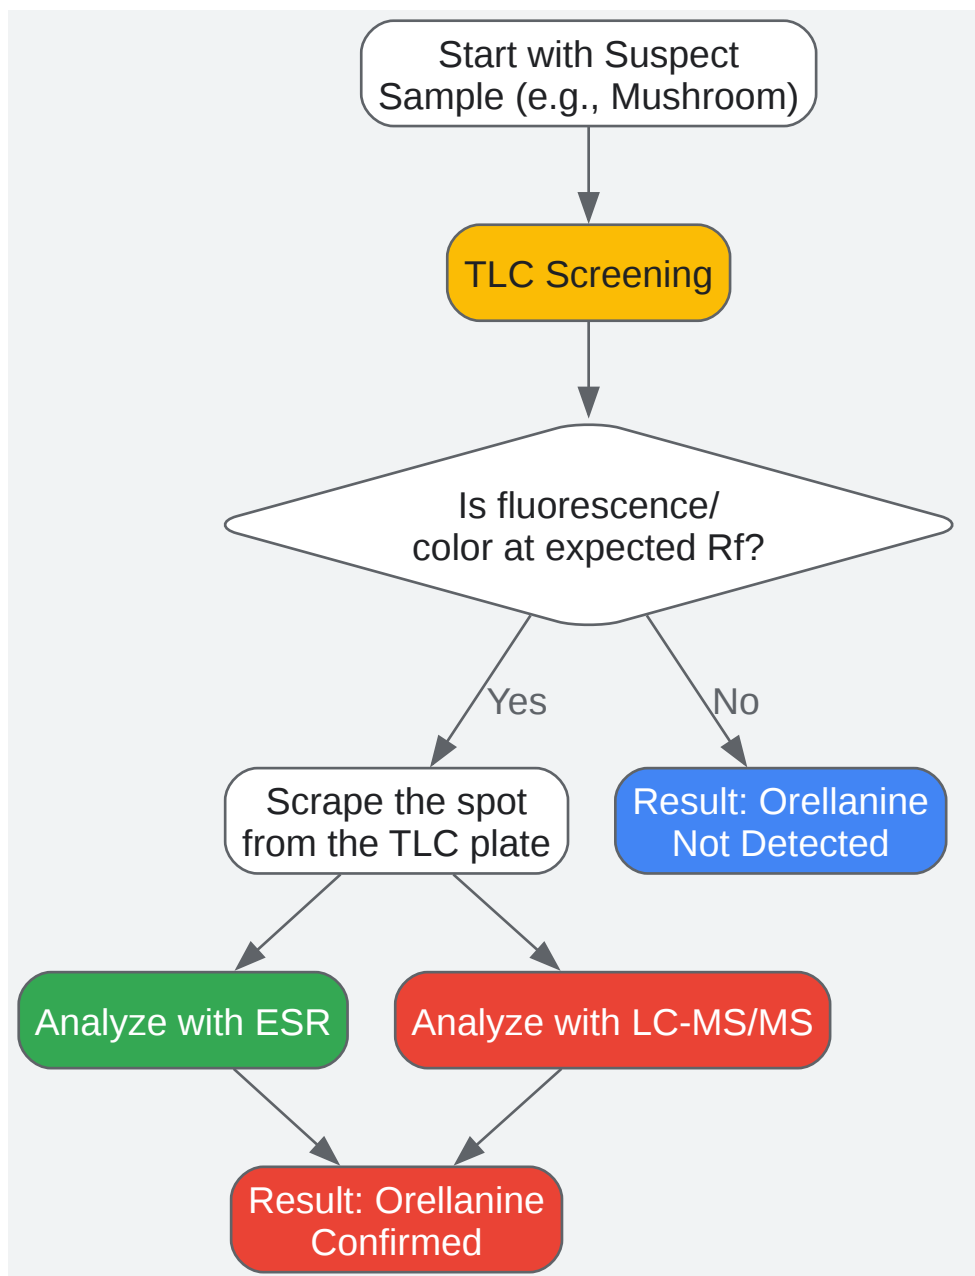 Start with Suspect
Sample (e.g., Mushroom)
TLC Screening
Is fluorescence/
color at expected Rf?
Yes
No
Scrape the spot
from the TLC plate
Result: Orellanine
Not Detected
Analyze with ESR
Analyze with LC-MS/MS
Result: Orellanine
Confirmed